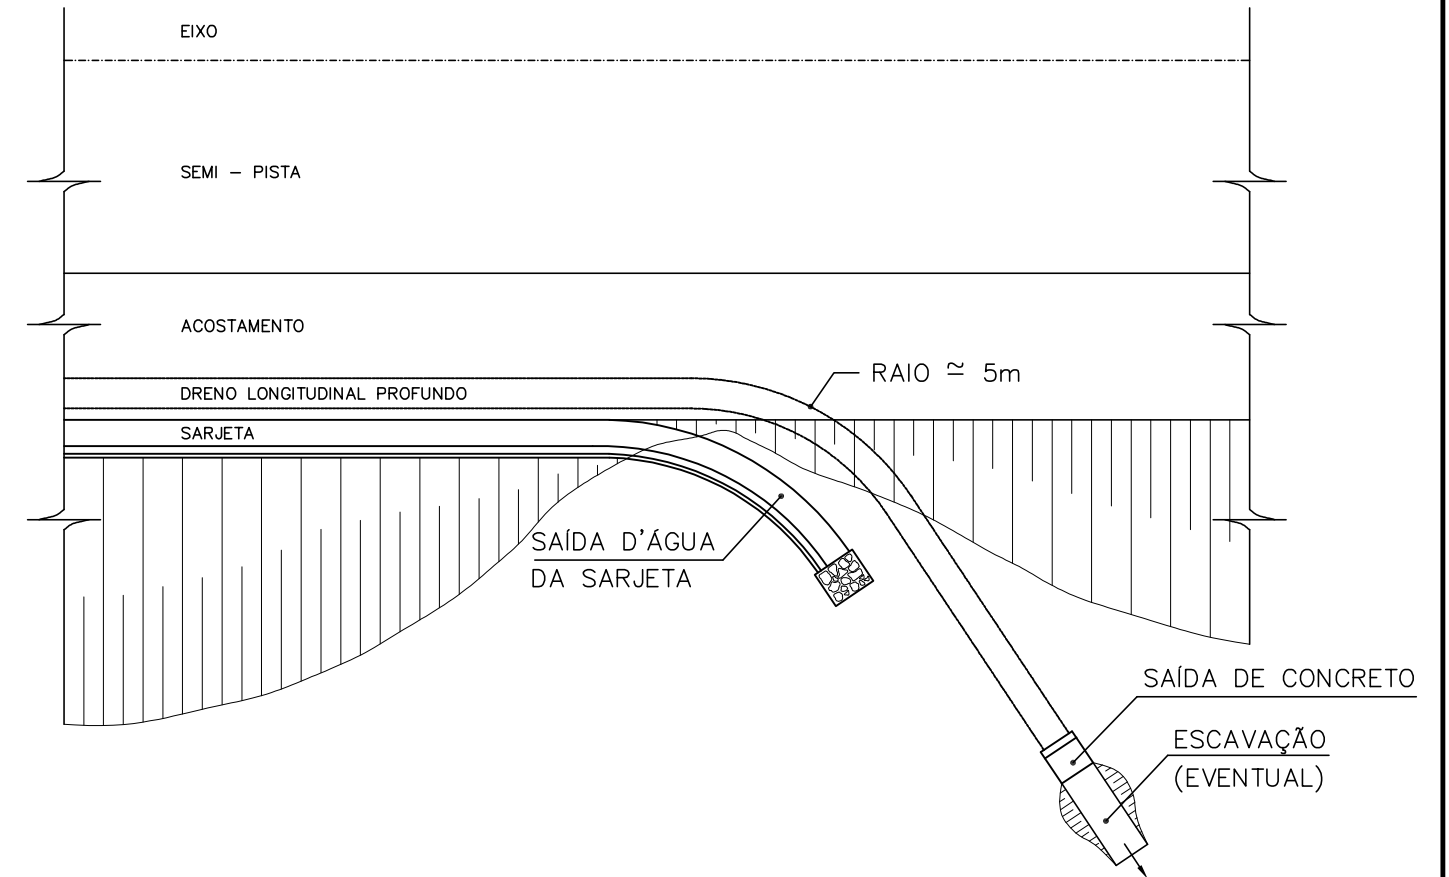 EIXO
SEMI - PISTA
ACOSTAMENTO
RAIO ≃ 5m
DRENO LONGITUDINAL PROFUNDO
SARJETA
SAÍDA D'ÁGUA
DA SARJETA
SAÍDA DE CONCRETO
ESCAVAÇÃO
(EVENTUAL)